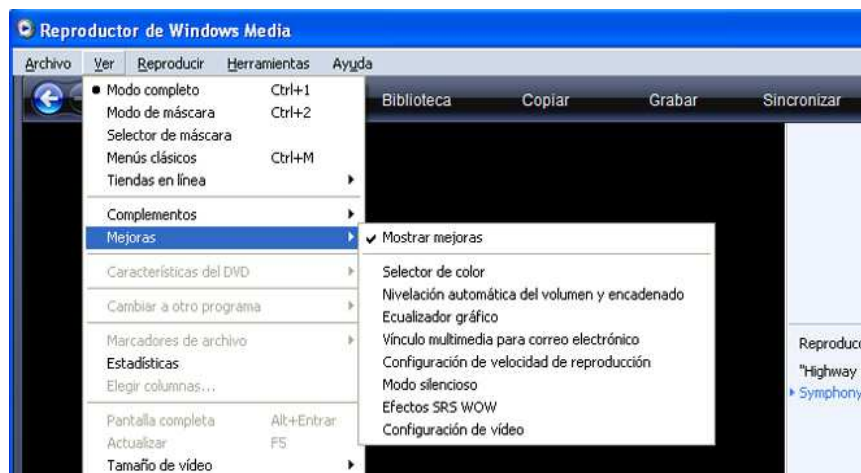 Reproductor de Windows Media
Archivo Ver Reproducir Herramientas Ayuda
Biblioteca Copiar Grabar Sincronizar
Modo completo Ctrl+1
Modo de máscara Ctrl+2
Selector de máscara
Menús clásicos Ctrl+M
Tiendas en línea
Complementos
Mejoras
Características del DVD
Cambiar a otro programa
Marcadores de archivo
Estadísticas
Elegir columnas...
Pantalla completa Alt+Entrar
Actualizar F5
Tamaño de vídeo
Mostrar mejoras
Selector de color
Nivelación automática del volumen y encadenado
Ecualizador gráfico
Vínculo multimedia para correo electrónico
Configuración de velocidad de reproducción
Modo silencioso
Efectos SRS WOW
Configuración de vídeo
Reproduc
"Highway
Symphony